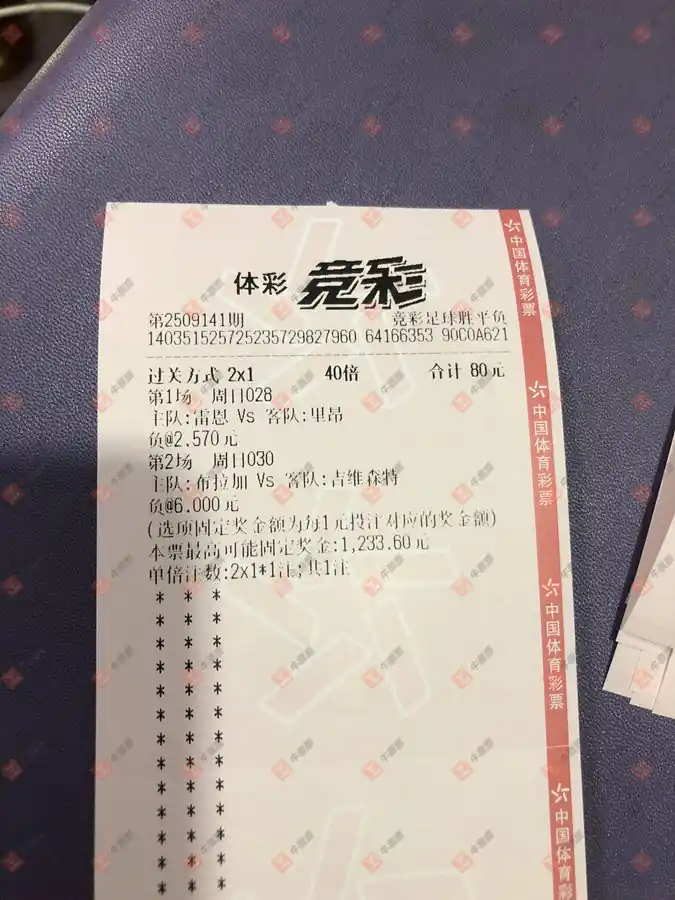 体彩 竞彩
第2509141期 竞彩足球胜平负
140351525725235729827960 64166353 90C0A621
过关方式 2x1 40倍 合计 80元
第1场 周日028
主队:雷恩 Vs 客队:里昂
负@2.570元
第2场 周日030
主队:布拉加 Vs 客队:吉维森特
负@6.000元
(选项固定奖金额为每1元投注对应的奖金额)
本票最高可能固定奖金:1,233.60元
单倍注数:2x1*1注;共1注
* * *
* * *
* * *
* * *
* * *
* * *
* * *
* * *
* * *
* * *
* * *
* * *
* * *
中国体育彩票
中国体育彩票
中国体育彩票
中国体育彩